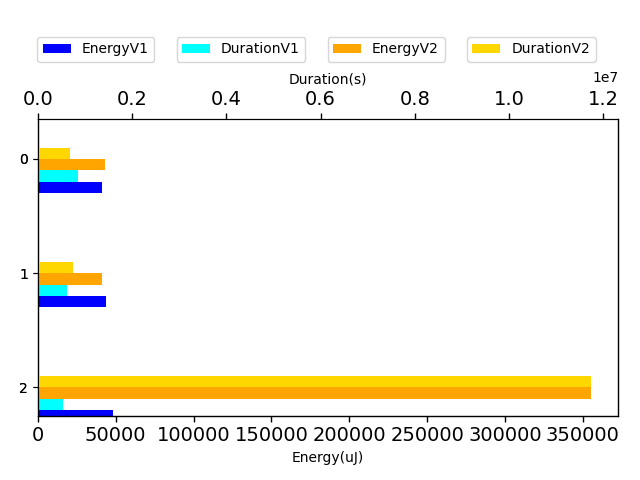 EnergyV1 DurationV1 EnergyV2 DurationV2
Duration(s)
1e7
0.0 0.2 0.4 0.6 0.8 1.0 1.2
0
1
2
0 50000 100000 150000 200000 250000 300000 350000
Energy(uJ)